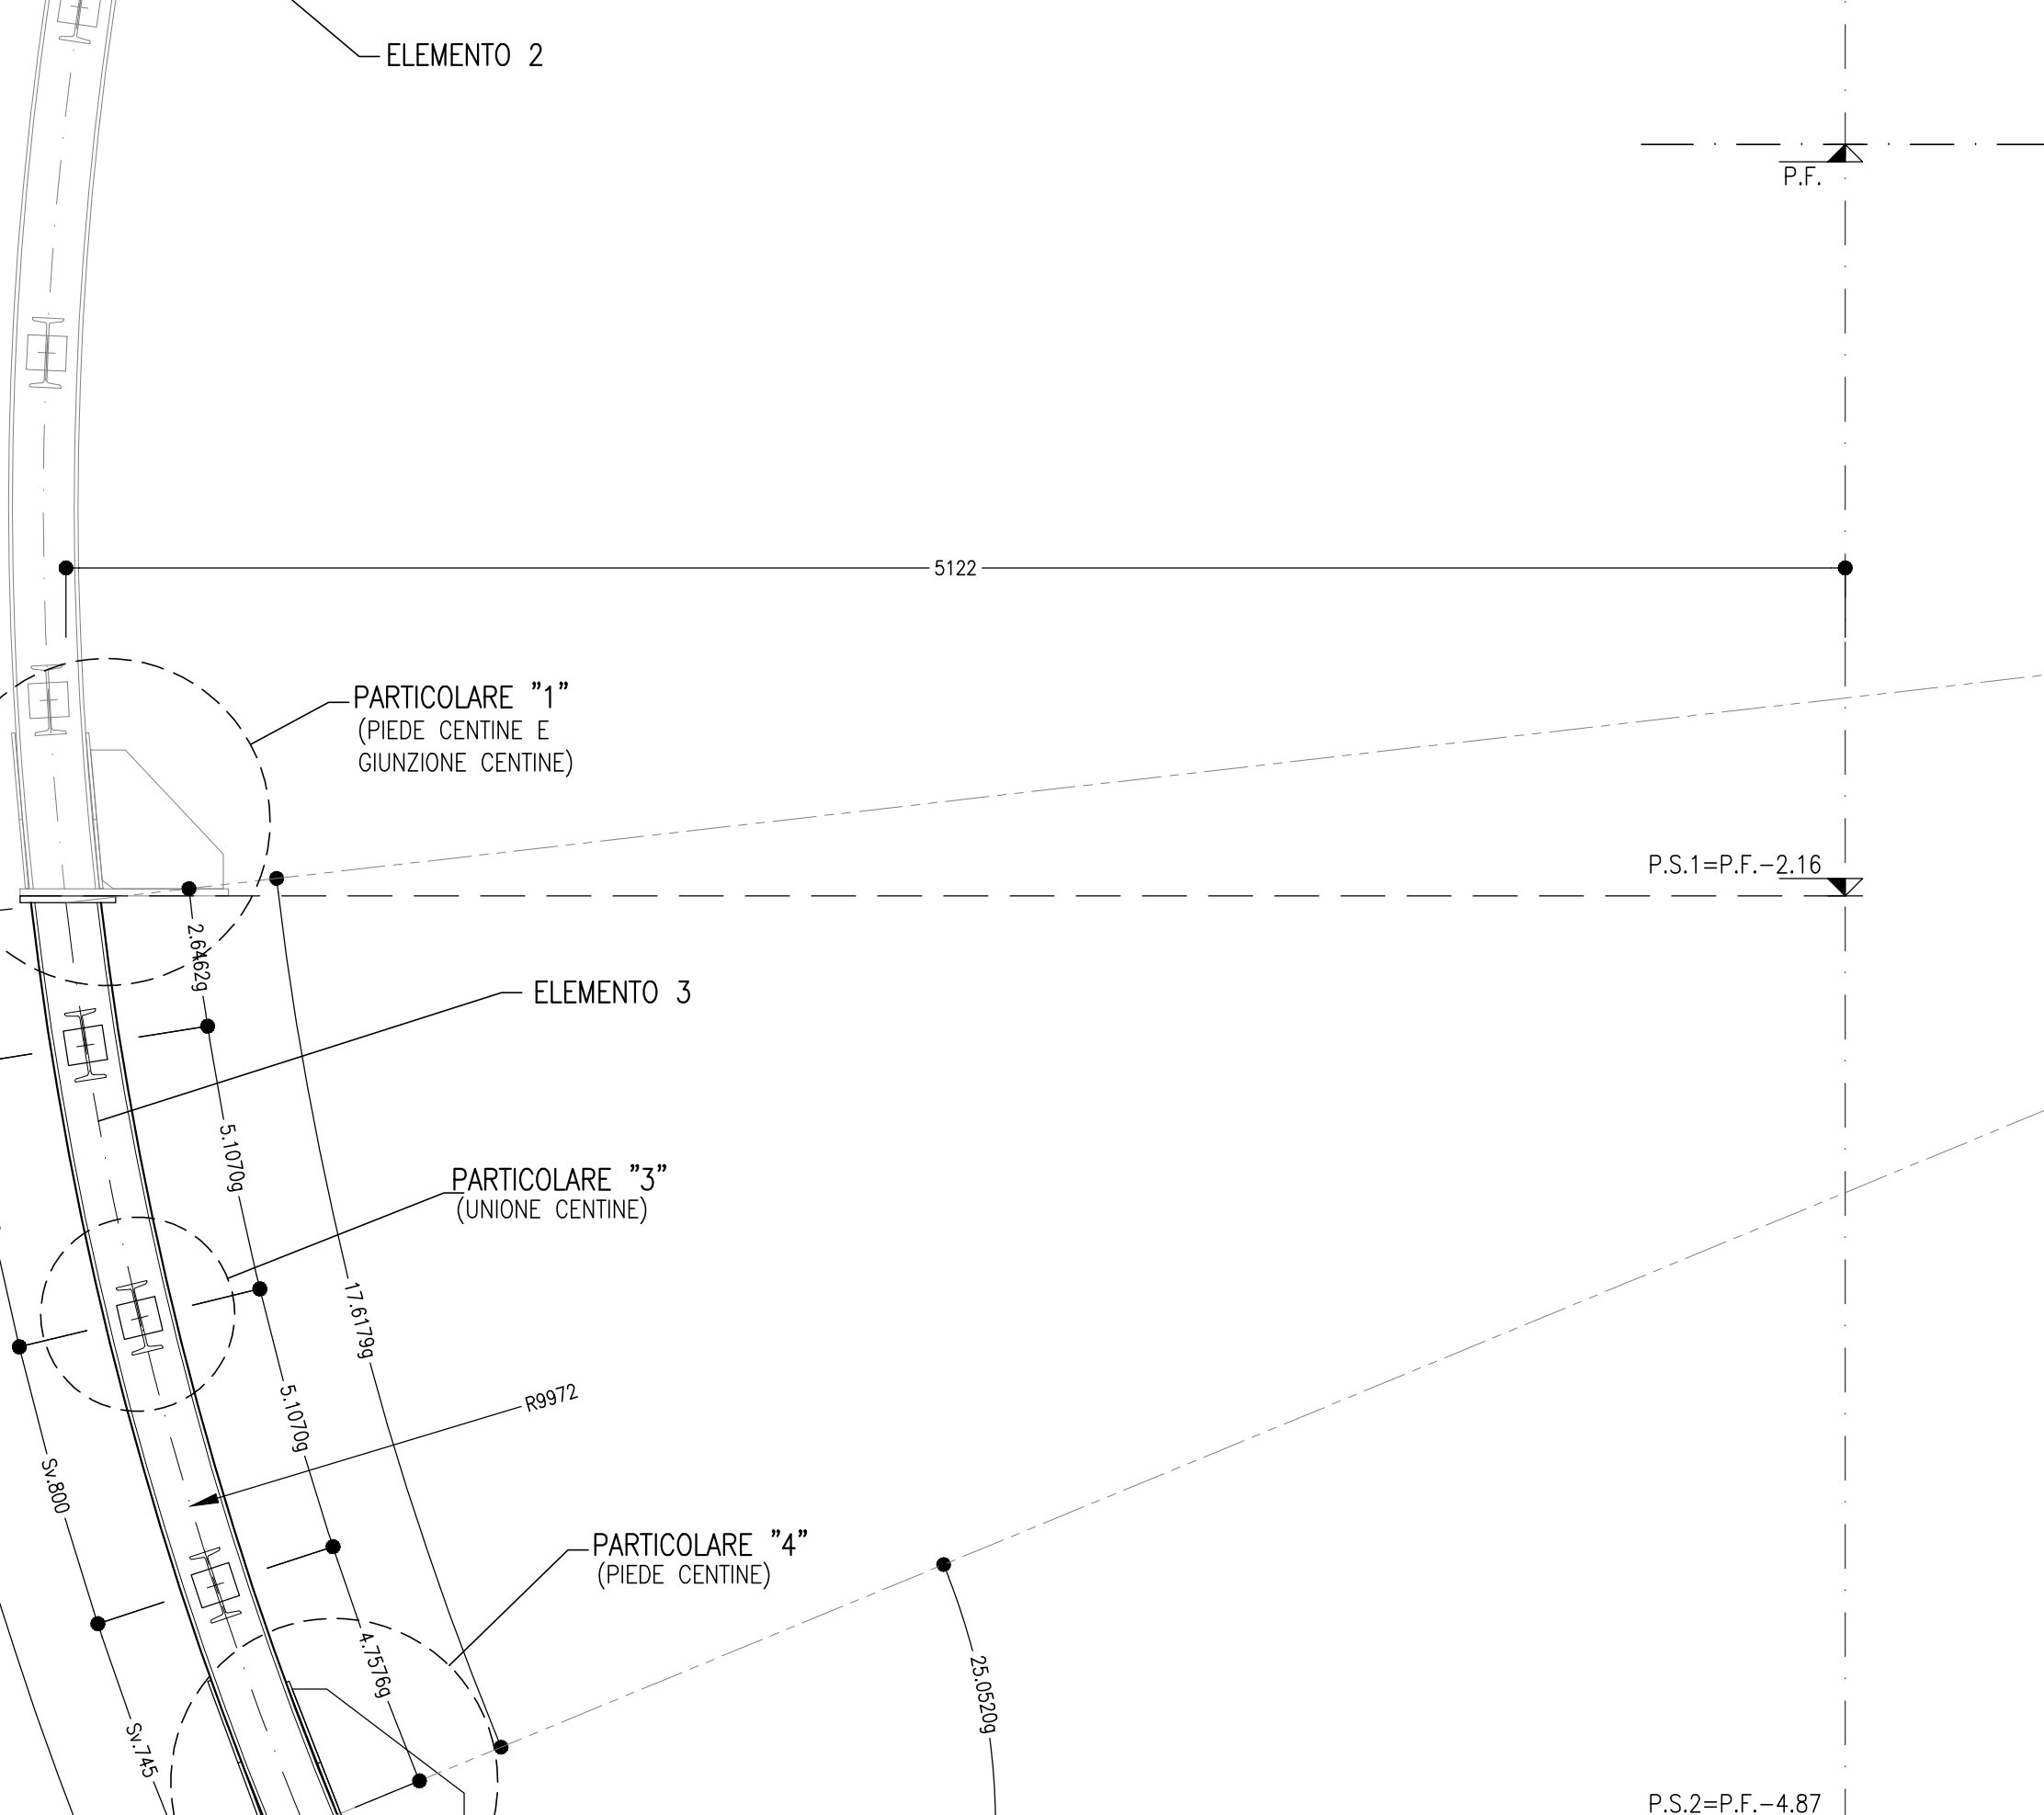 ELEMENTO 2
P.F.
5122
PARTICOLARE "1"
(PIEDE CENTINE E
GIUNZIONE CENTINE)
P.S.1=P.F.-2.16
2.6462g
ELEMENTO 3
5.1070g
PARTICOLARE "3"
(UNIONE CENTINE)
17.6179g
5.1070g
R9972
Sv.800
PARTICOLARE "4"
(PIEDE CENTINE)
4.7576g
25.0520g
Sv.745
P.S.2=P.F.-4.87